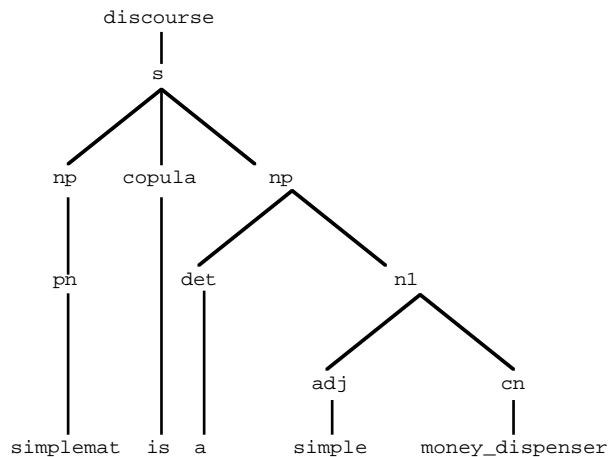 discourse
s
np copula np
pn det n1
adj cn
simplemat is a simple money_dispenser